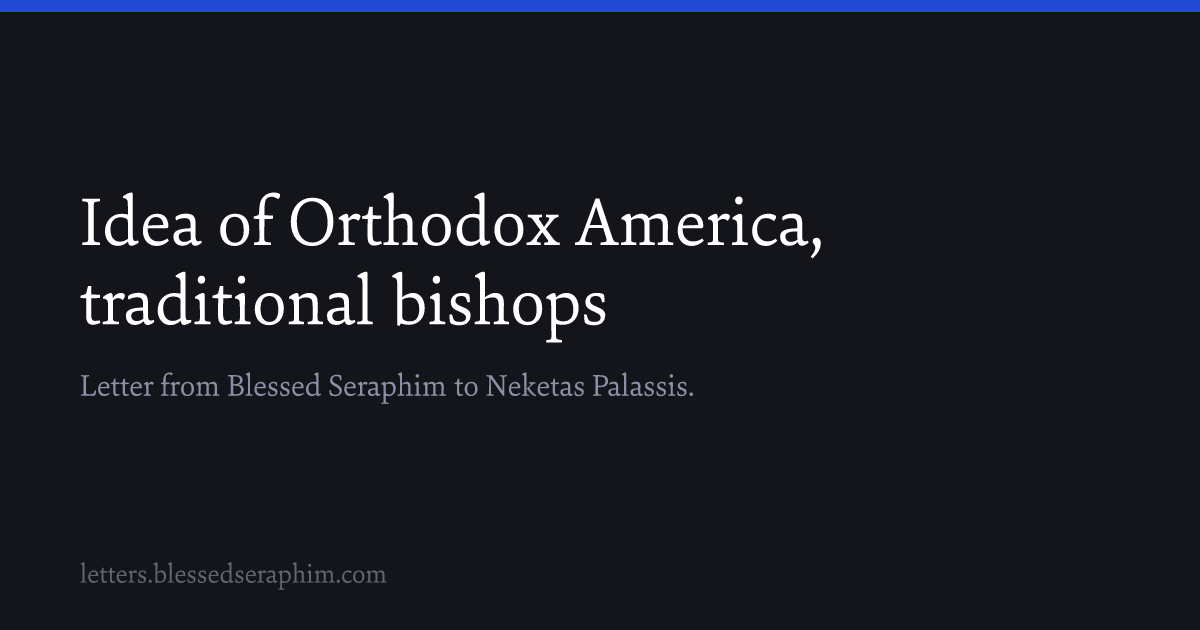 Idea of Orthodox America,
traditional bishops
Letter from Blessed Seraphim to Neketas Palassis.
letters.blessedseraphim.com